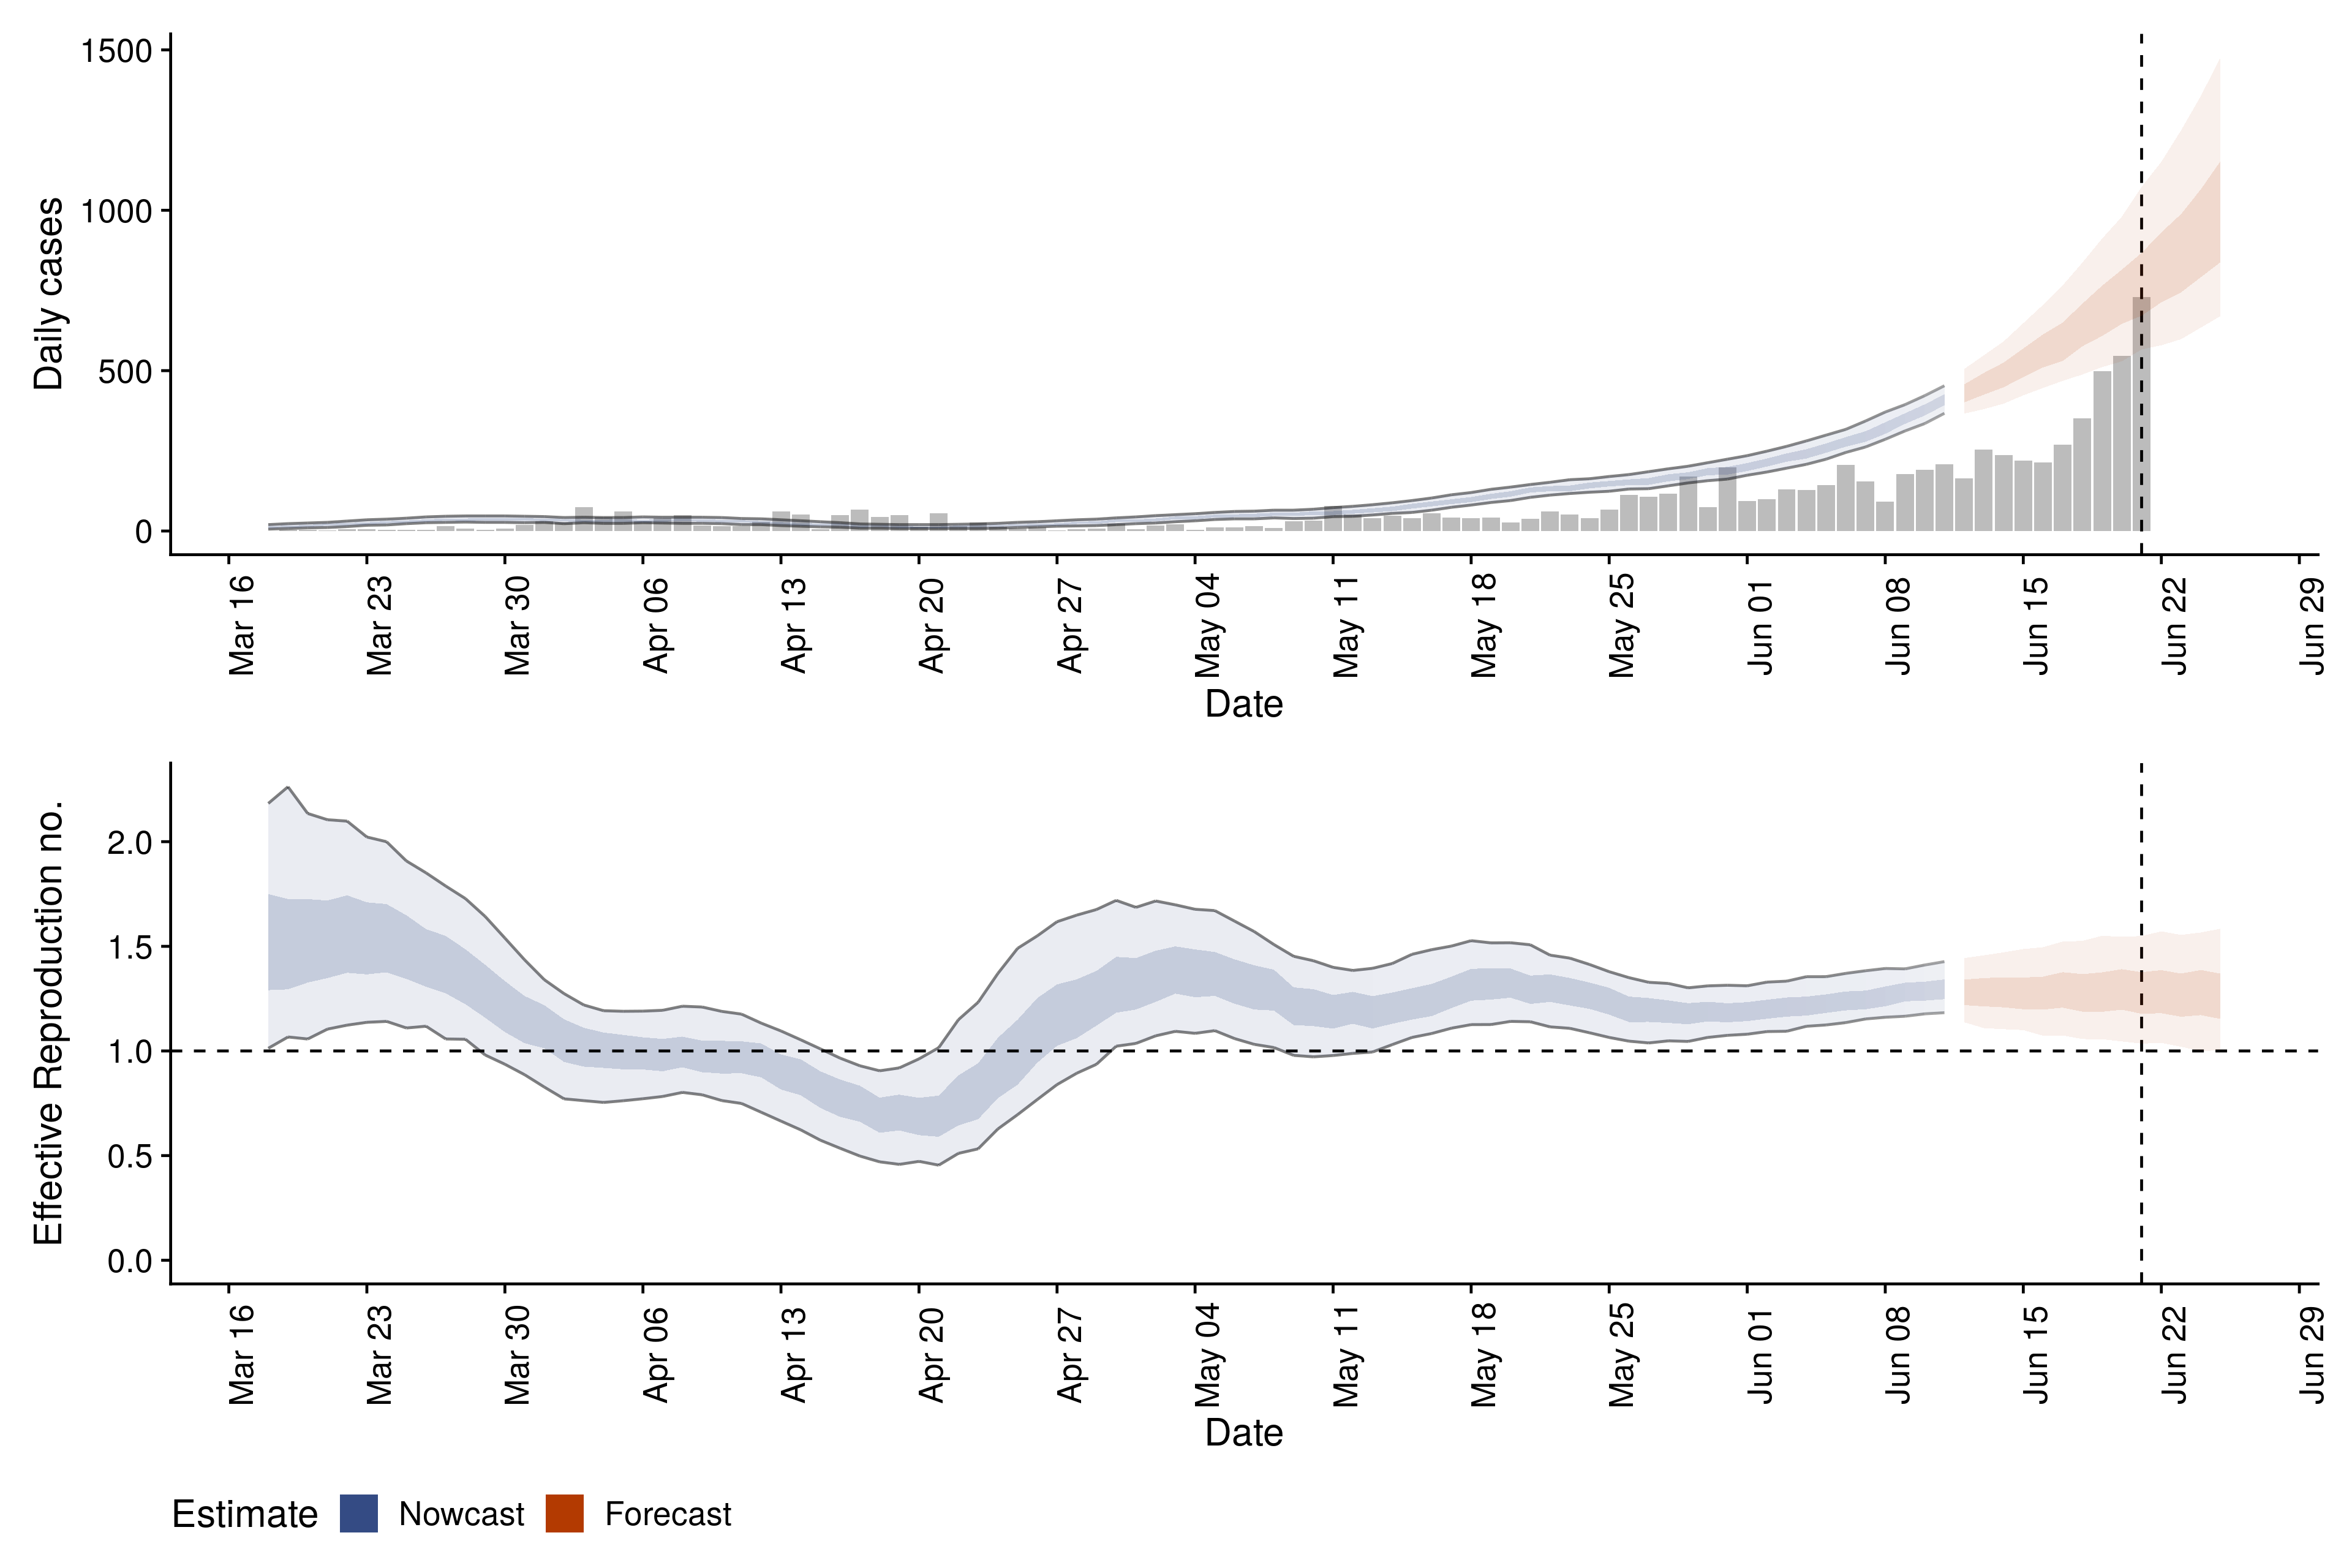 Daily cases
1500
1000
500
0
Mar 16
Mar 23
Mar 30
Apr 06
Apr 13
Apr 20
Apr 27
May 04
May 11
May 18
May 25
Jun 01
Jun 08
Jun 15
Jun 22
Jun 29
Date
Effective Reproduction no.
2.0
1.5
1.0
0.5
0.0
Mar 16
Mar 23
Mar 30
Apr 06
Apr 13
Apr 20
Apr 27
May 04
May 11
May 18
May 25
Jun 01
Jun 08
Jun 15
Jun 22
Jun 29
Date
Estimate Nowcast Forecast